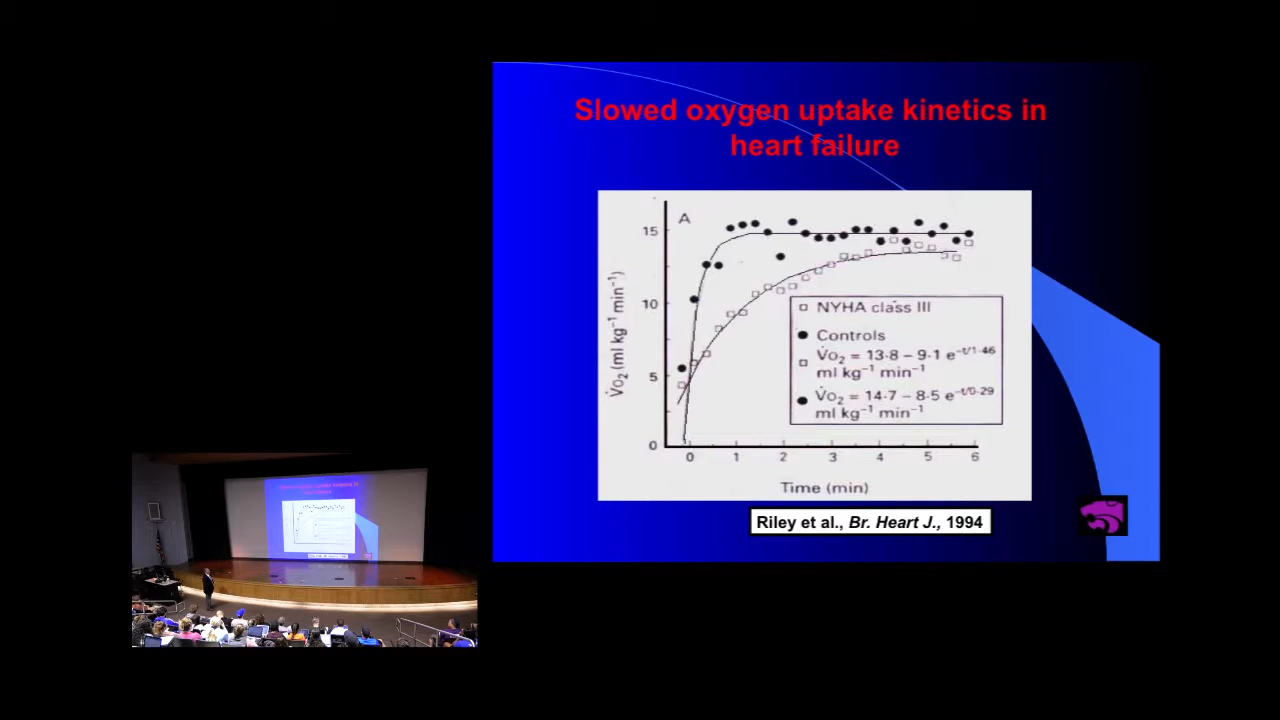 Slowed oxygen uptake kinetics in
heart failure
A
15
10
5
0
V̇o₂ (ml kg⁻¹ min⁻¹)
NYHA class III
Controls
V̇o₂ = 13·8 – 9·1 e⁻ᵗ/¹·⁴⁶
ml kg⁻¹ min⁻¹
V̇o₂ = 14·7 – 8·5 e⁻ᵗ/⁰·²⁹
ml kg⁻¹ min⁻¹
0 1 2 3 4 5 6
Time (min)
Riley et al., Br. Heart J., 1994